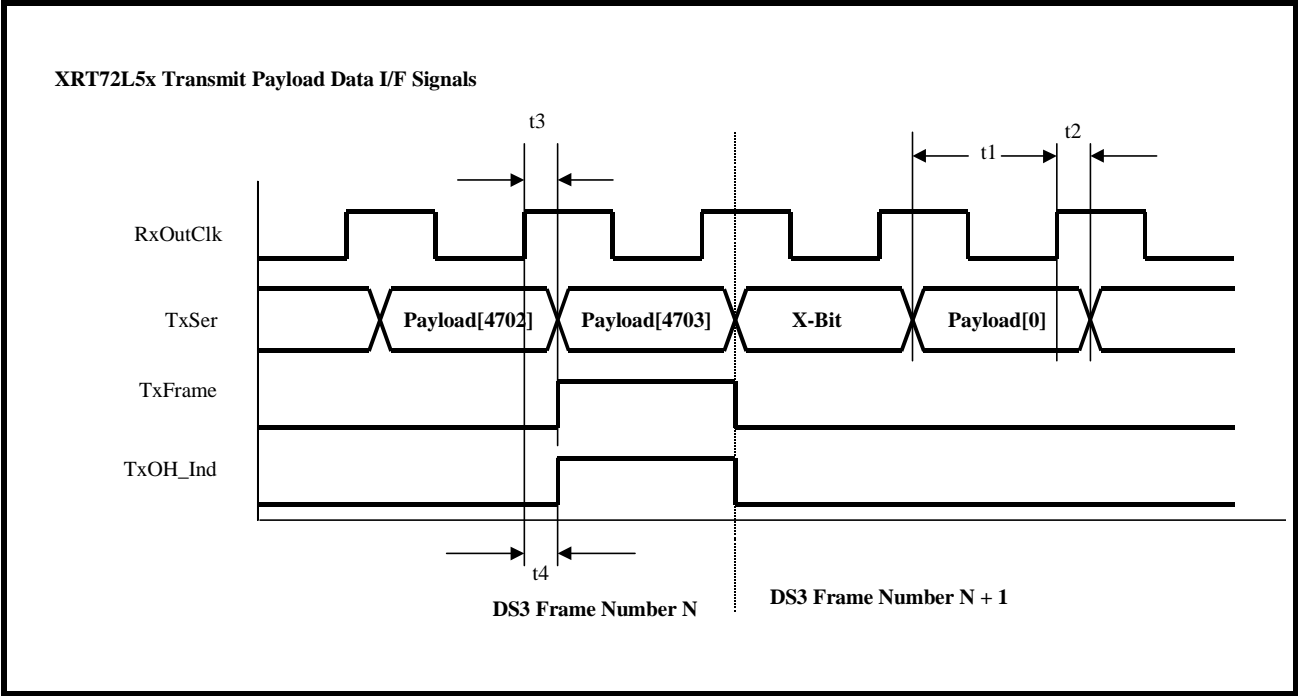 XRT72L5x Transmit Payload Data I/F Signals
t3
t2
t1
RxOutClk
TxSer
Payload[4702]
Payload[4703]
X-Bit
Payload[0]
TxFrame
TxOH_Ind
t4
DS3 Frame Number N
DS3 Frame Number N + 1